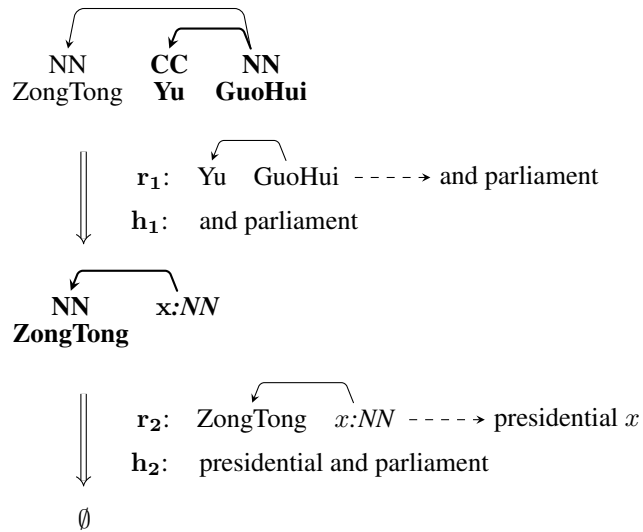 NN CC NN
ZongTong Yu GuoHui
r₁: Yu GuoHui and parliament
h₁: and parliament
NN x:NN
ZongTong
r₂: ZongTong x:NN presidential x
h₂: presidential and parliament
∅